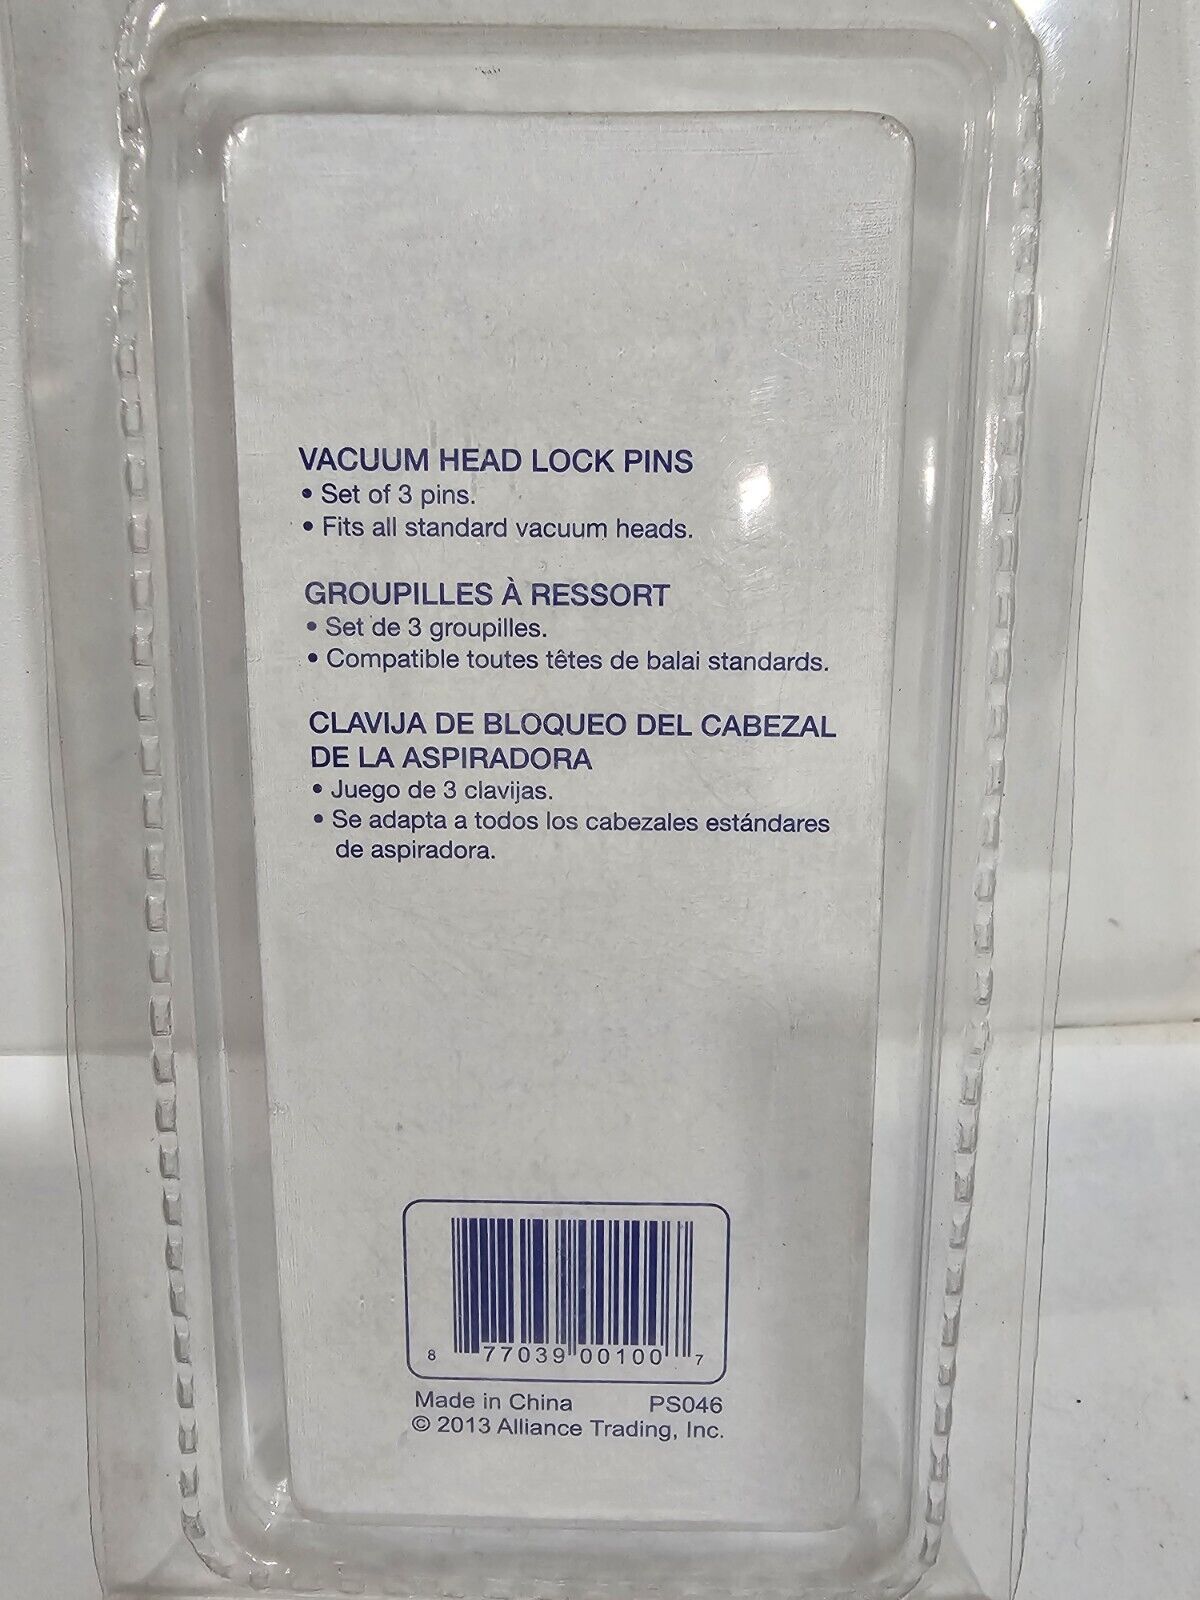 VACUUM HEAD LOCK PINS
• Set of 3 pins.
• Fits all standard vacuum heads.
GROUPILLES À RESSORT
• Set de 3 groupilles.
• Compatible toutes têtes de balai standards.
CLAVIJA DE BLOQUEO DEL CABEZAL
DE LA ASPIRADORA
• Juego de 3 clavijas.
• Se adapta a todos los cabezales estándares
de aspiradora.
8 77039 00100 7
Made in China PS046
© 2013 Alliance Trading, Inc.